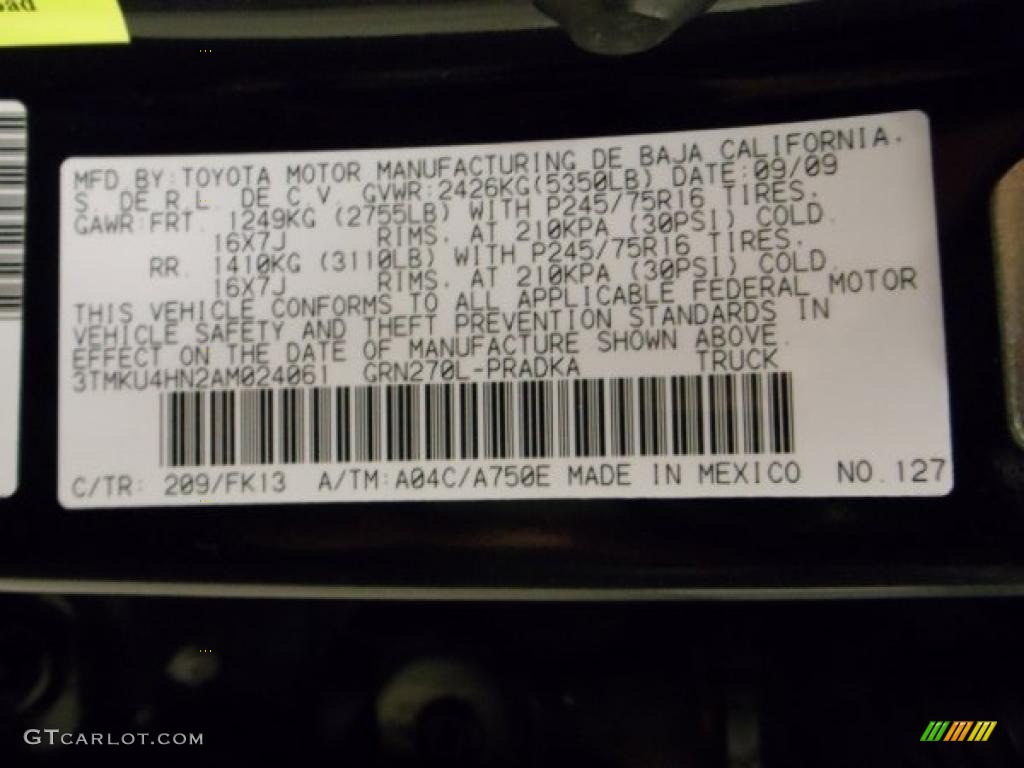 MFD BY: TOYOTA MOTOR MANUFACTURING DE BAJA CALIFORNIA.
S. DE R.L. DE C.V. GVWR: 2426KG(5350LB) DATE: 09/09
GAWR FRT. 1249KG (2755LB) WITH P245/75R16 TIRES.
16X7J RIMS. AT 210KPA (30PSI) COLD.
RR. 1410KG (3110LB) WITH P245/75R16 TIRES.
16X7J RIMS. AT 210KPA (30PSI) COLD.
THIS VEHICLE CONFORMS TO ALL APPLICABLE FEDERAL MOTOR
VEHICLE SAFETY AND THEFT PREVENTION STANDARDS IN
EFFECT ON THE DATE OF MANUFACTURE SHOWN ABOVE.
3TMKU4HN2AM024061 GRN270L-PRADKA TRUCK
C/TR: 209/FK13 A/TM: A04C/A750E MADE IN MEXICO NO. 127
GTCARLOT.COM